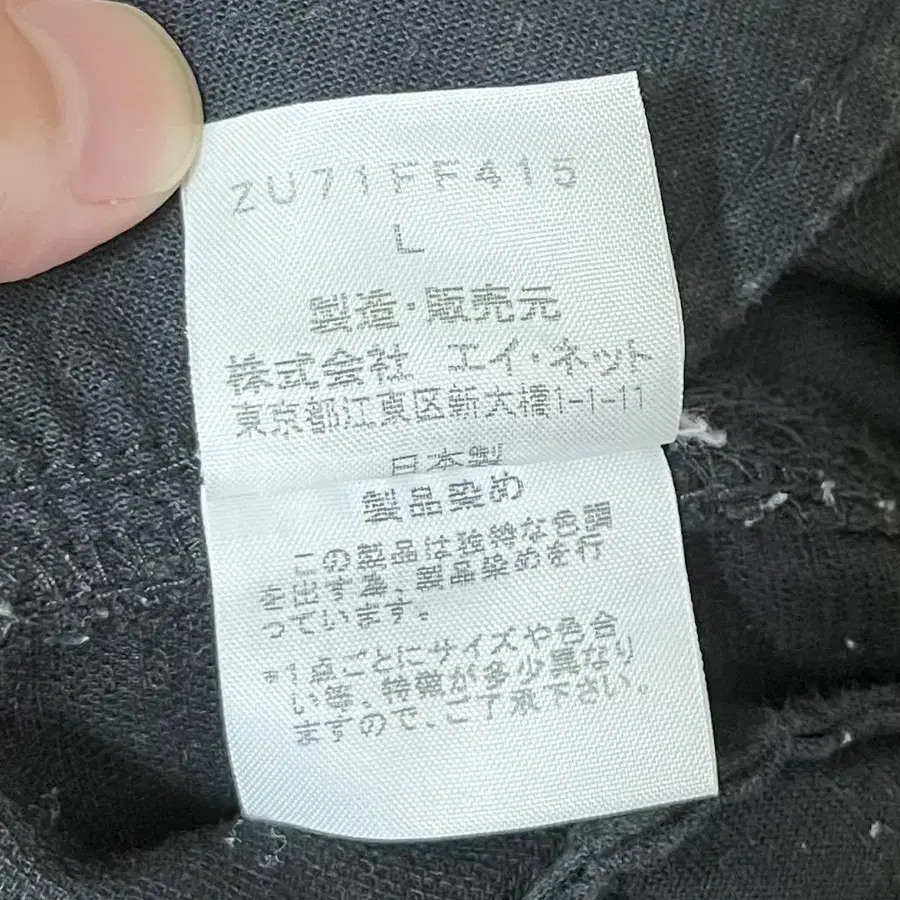 ZU71FF415
L
製造・販売元
株式会社 エイ・ネット
東京都江東区新大橋1-1-11
日本製
製品染め
この製品は独特な色調
を出す為、製品染めを行
っています。
*1点ごとにサイズや色合
い等、特徴が多少異なり
ますので、ご了承下さい。